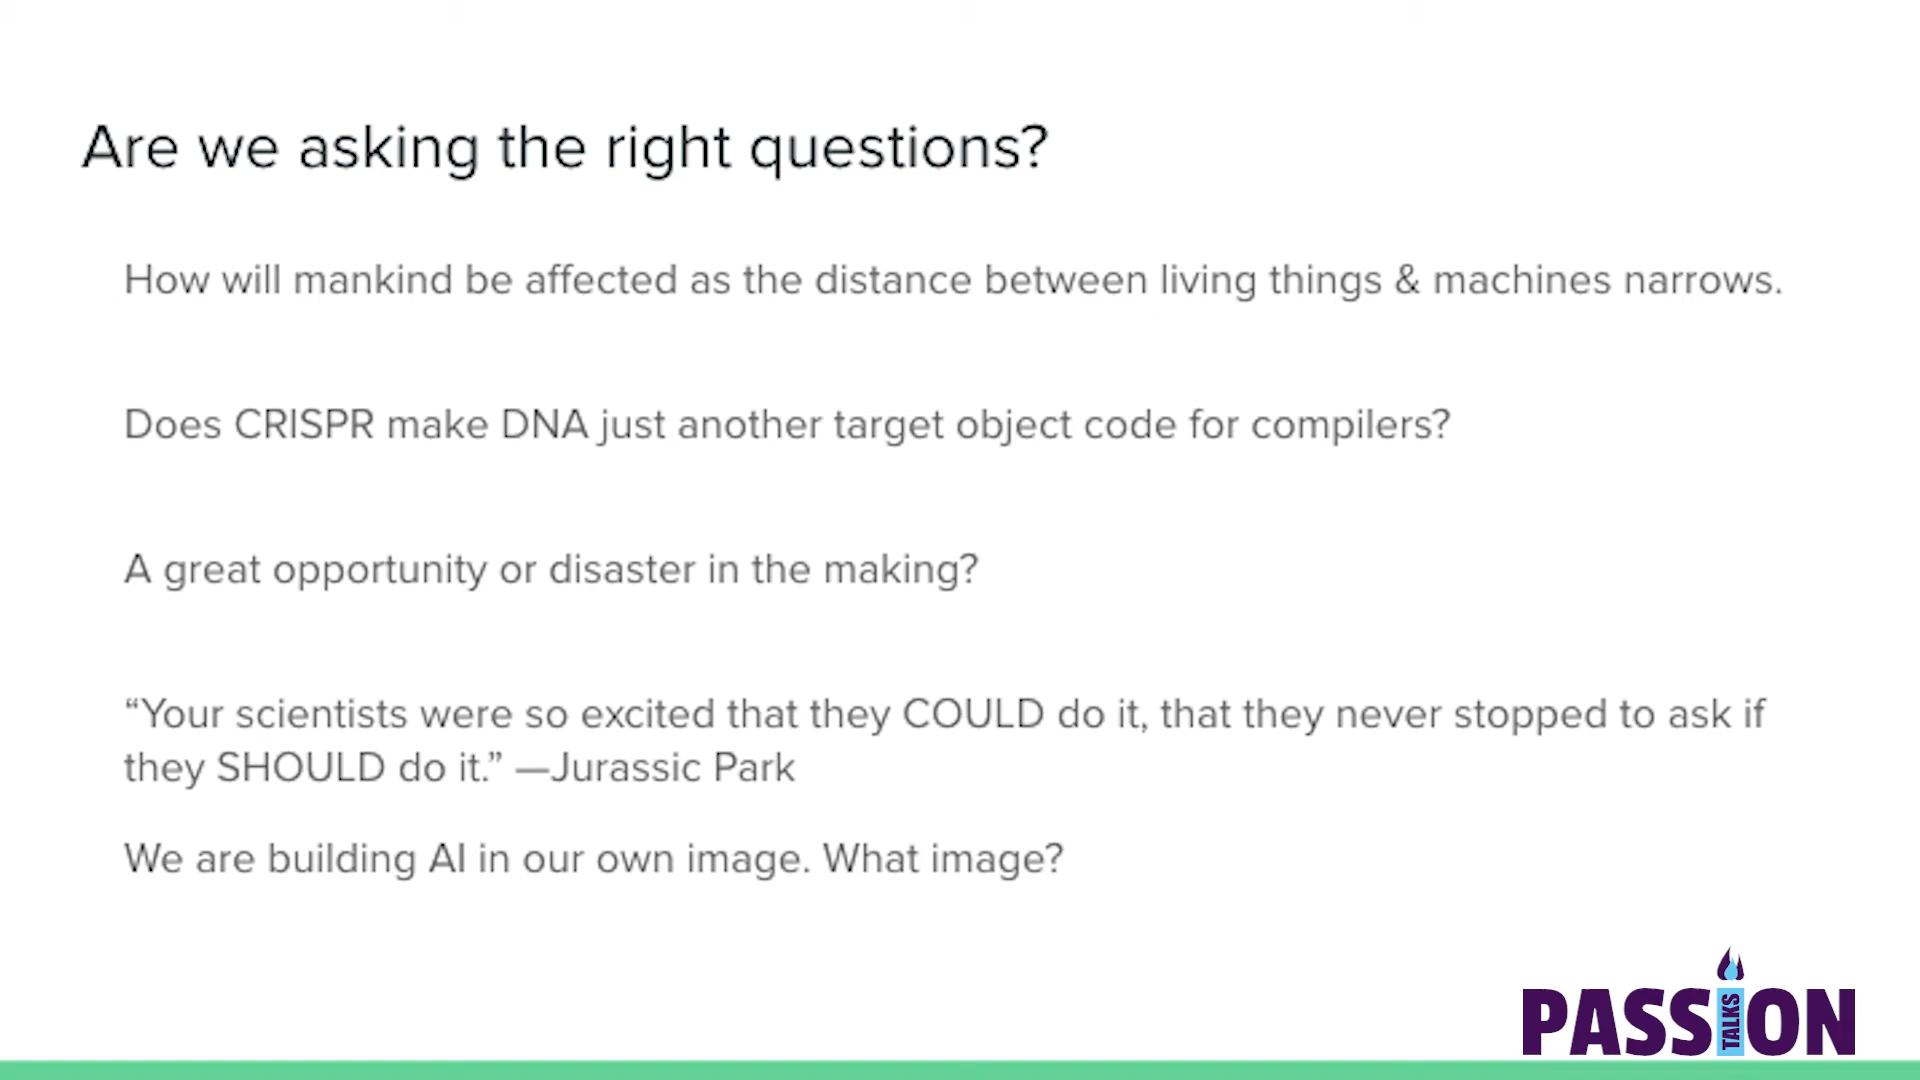 Are we asking the right questions?
How will mankind be affected as the distance between living things & machines narrows.
Does CRISPR make DNA just another target object code for compilers?
A great opportunity or disaster in the making?
“Your scientists were so excited that they COULD do it, that they never stopped to ask if
they SHOULD do it.” —Jurassic Park
We are building AI in our own image. What image?
PASSION
TALKS